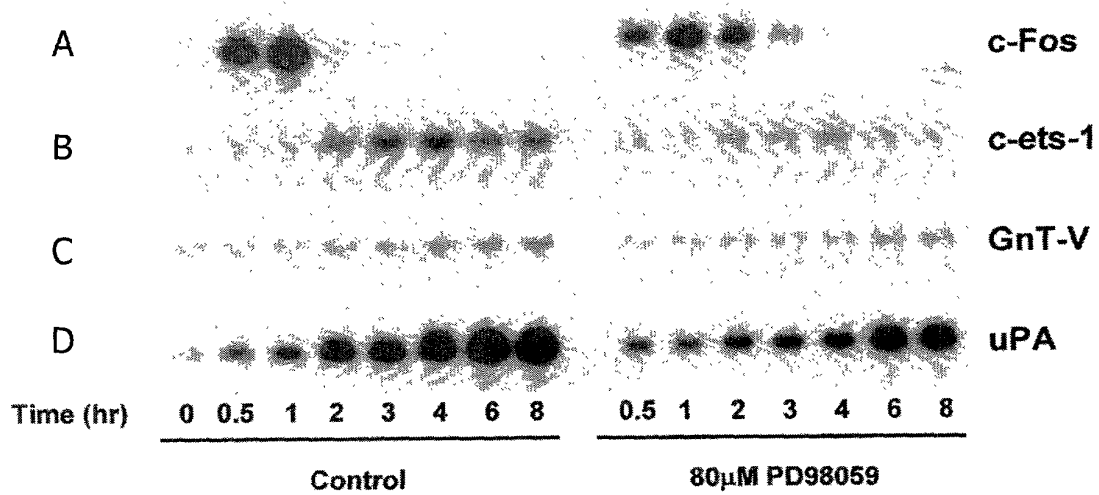 A c-Fos
B c-ets-1
C GnT-V
D uPA
Time (hr) 0 0.5 1 2 3 4 6 8 0.5 1 2 3 4 6 8
Control 80μM PD98059